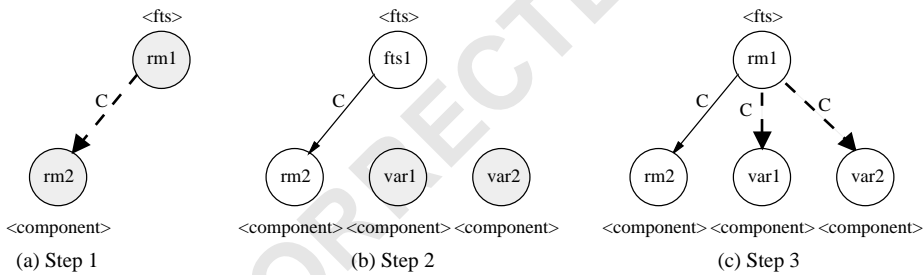 <fts> <fts> <fts>
rm1 fts1 rm1
C C C C C
rm2 rm2 var1 var2 rm2 var1 var2
<component> <component> <component> <component> <component> <component> <component>
(a) Step 1 (b) Step 2 (c) Step 3
ORRECTE